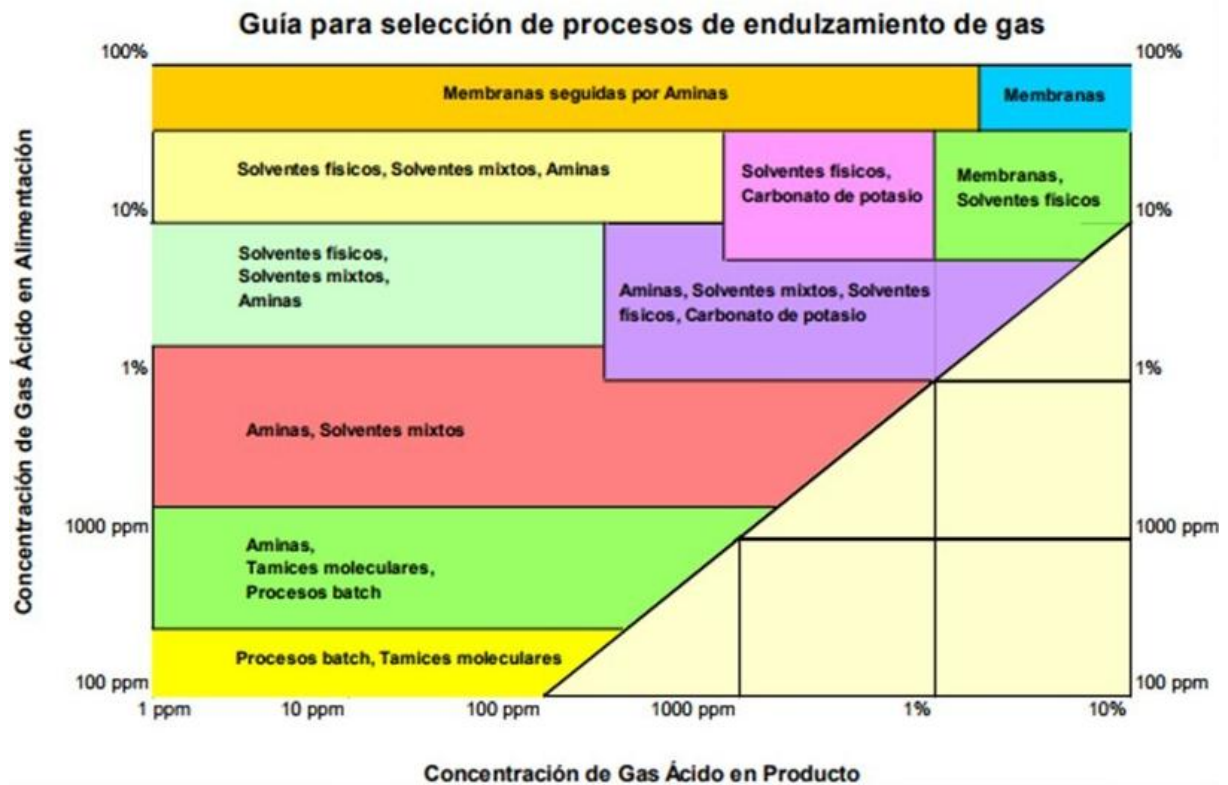 Guía para selección de procesos de endulzamiento de gas
100%
100%
Membranas seguidas por Aminas
Membranas
Solventes físicos, Solventes mixtos, Aminas
Solventes físicos,
Carbonato de potasio
Membranas,
Solventes físicos
10%
10%
Solventes físicos,
Solventes mixtos,
Aminas
Aminas, Solventes mixtos, Solventes
físicos, Carbonato de potasio
1%
1%
Aminas, Solventes mixtos
1000 ppm
1000 ppm
Aminas,
Tamices moleculares,
Procesos batch
Procesos batch, Tamices moleculares
100 ppm
100 ppm
1 ppm
10 ppm
100 ppm
1000 ppm
1%
10%
Concentración de Gas Ácido en Alimentación
Concentración de Gas Ácido en Producto